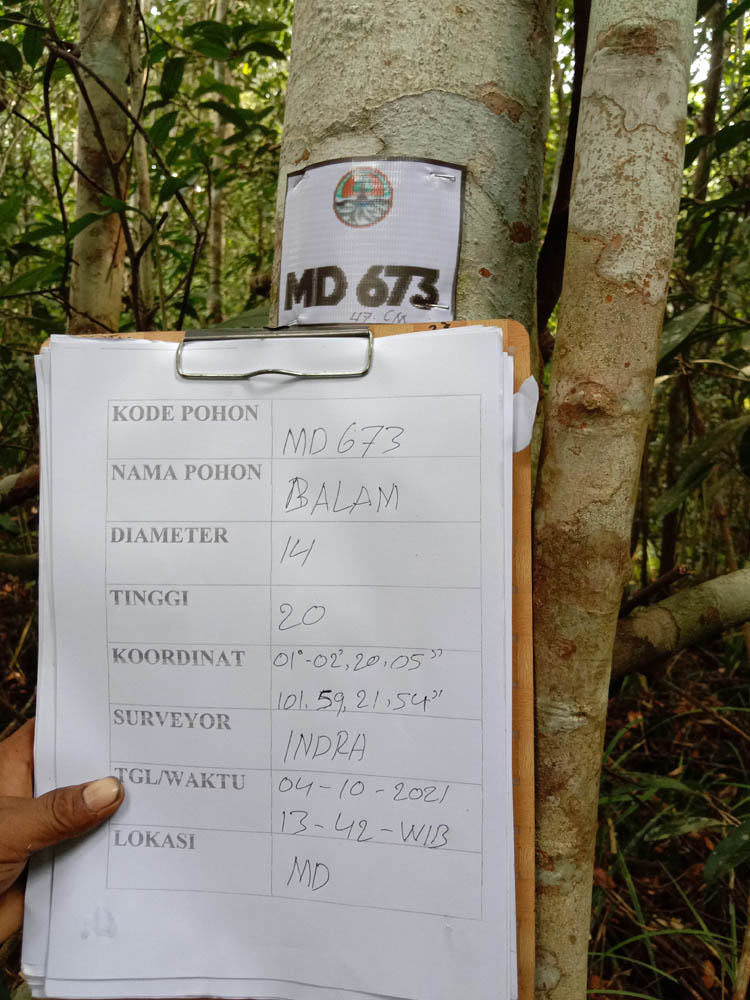 MD 673
47. CM
KODE POHON MD 673
NAMA POHON BALAM
DIAMETER 14
TINGGI 20
KOORDINAT 01°-02',20,05"
101.59,21,54"
SURVEYOR INDRA
TGL/WAKTU 04-10-2021
13-42-WIB
LOKASI MD